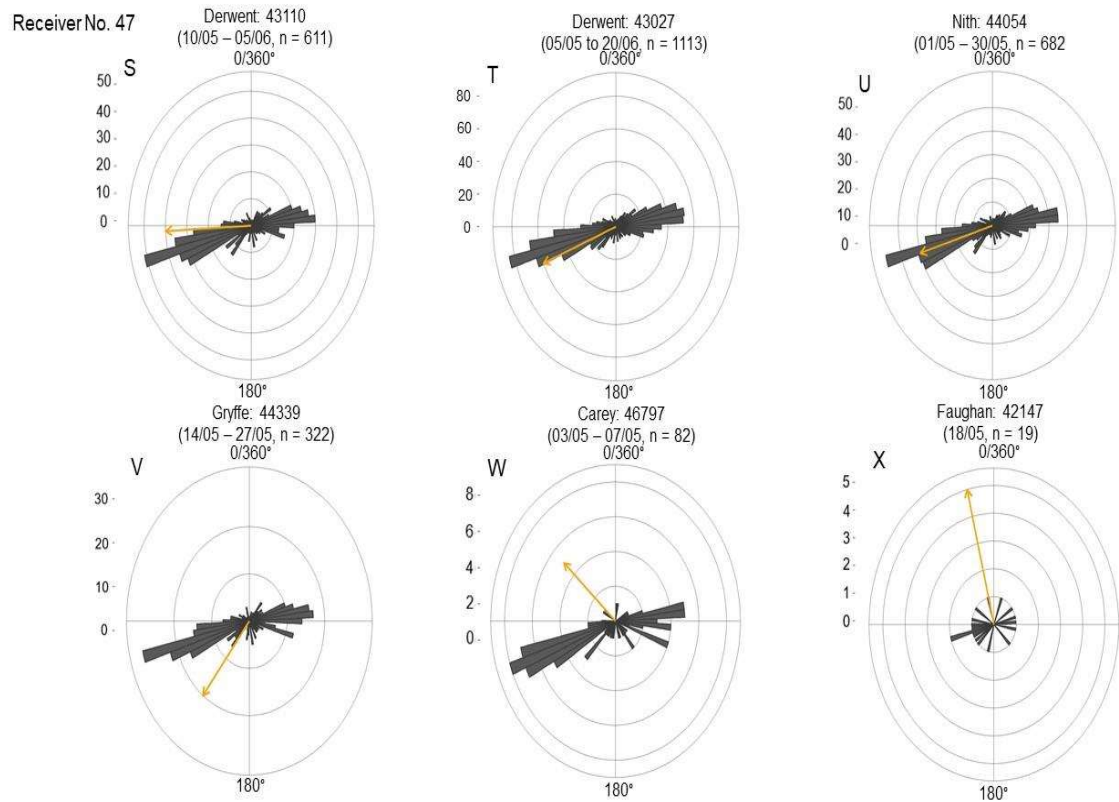 Receiver No. 47
Derwent: 43110
(10/05 – 05/06, n = 611)
0/360°
S
50
40
30
20
10
0
180°
Derwent: 43027
(05/05 to 20/06, n = 1113)
0/360°
T
80
60
40
20
0
180°
Nith: 44054
(01/05 – 30/05, n = 682
0/360°
U
50
40
30
20
10
0
180°
Gryffe: 44339
(14/05 – 27/05, n = 322)
0/360°
V
30
20
10
0
180°
Carey: 46797
(03/05 – 07/05, n = 82)
0/360°
W
8
6
4
2
0
180°
Faughan: 42147
(18/05, n = 19)
0/360°
X
5
4
3
2
1
0
180°